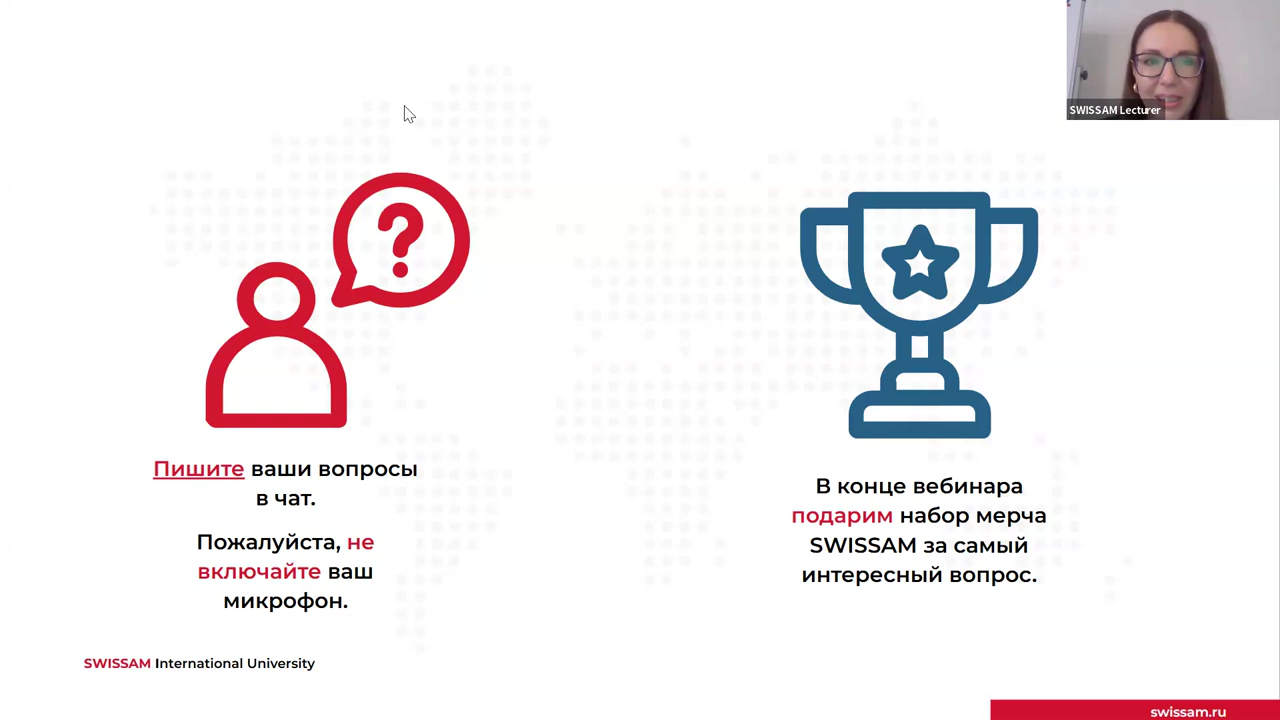 SWISSAM Lecturer
?
Пишите ваши вопросы
в чат.
Пожалуйста, не
включайте ваш
микрофон.
В конце вебинара
подарим набор мерча
SWISSAM за самый
интересный вопрос.
SWISSAM International University
swissam.ru